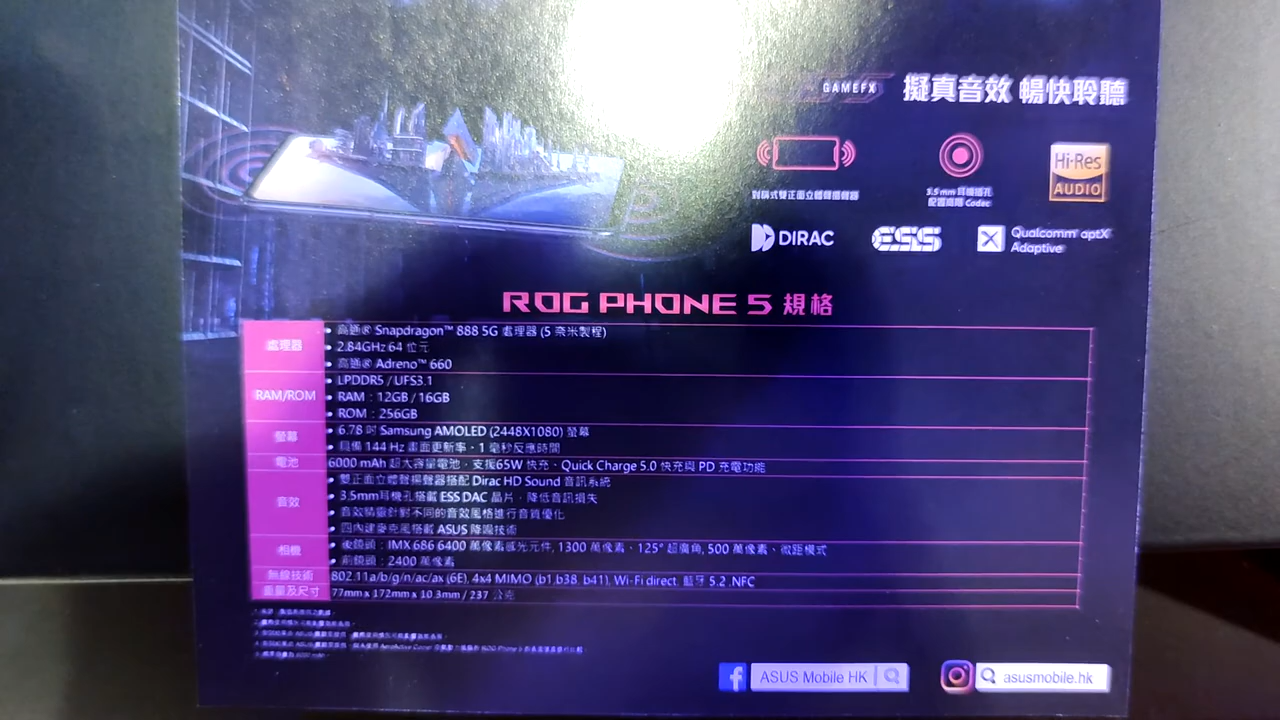 GAMEFX 擬真音效 暢快聆聽
對稱式雙正面立體聲揚聲器
3.5 mm 耳機插孔
配置高階 Codec
Hi-Res
AUDIO
DIRAC
ESS
Qualcomm aptX
Adaptive
ROG PHONE 5 規格
處理器
• 高通® Snapdragon™ 888 5G 處理器 (5 奈米製程)
• 2.84GHz 64 位元
• 高通® Adreno™ 660
RAM/ROM
• LPDDR5 / UFS3.1
• RAM : 12GB / 16GB
• ROM : 256GB
螢幕
• 6.78 吋 Samsung AMOLED (2448X1080) 螢幕
• 具備 144 Hz 畫面更新率、1 毫秒反應時間
電池
6000 mAh 超大容量電池，支援65W 快充、Quick Charge 5.0 快充與 PD 充電功能
音效
• 雙正面立體聲揚聲器搭配 Dirac HD Sound 音訊系統
• 3.5mm耳機孔搭載 ESS DAC 晶片，降低音訊損失
• 音效精靈針對不同的音效風格進行音質優化
• 四內建麥克風搭載 ASUS 降噪技術
相機
• 後鏡頭 : IMX 686 6400 萬像素感光元件, 1300 萬像素、125° 超廣角, 500 萬像素、微距模式
• 前鏡頭 : 2400 萬像素
無線技術
802.11a/b/g/n/ac/ax (6E), 4x4 MIMO (b1,b38, b41), Wi-Fi direct, 藍牙 5.2 ,NFC
重量及尺寸
77mm x 172mm x 10.3mm / 237 公克
ASUS Mobile HK
asusmobile.hk